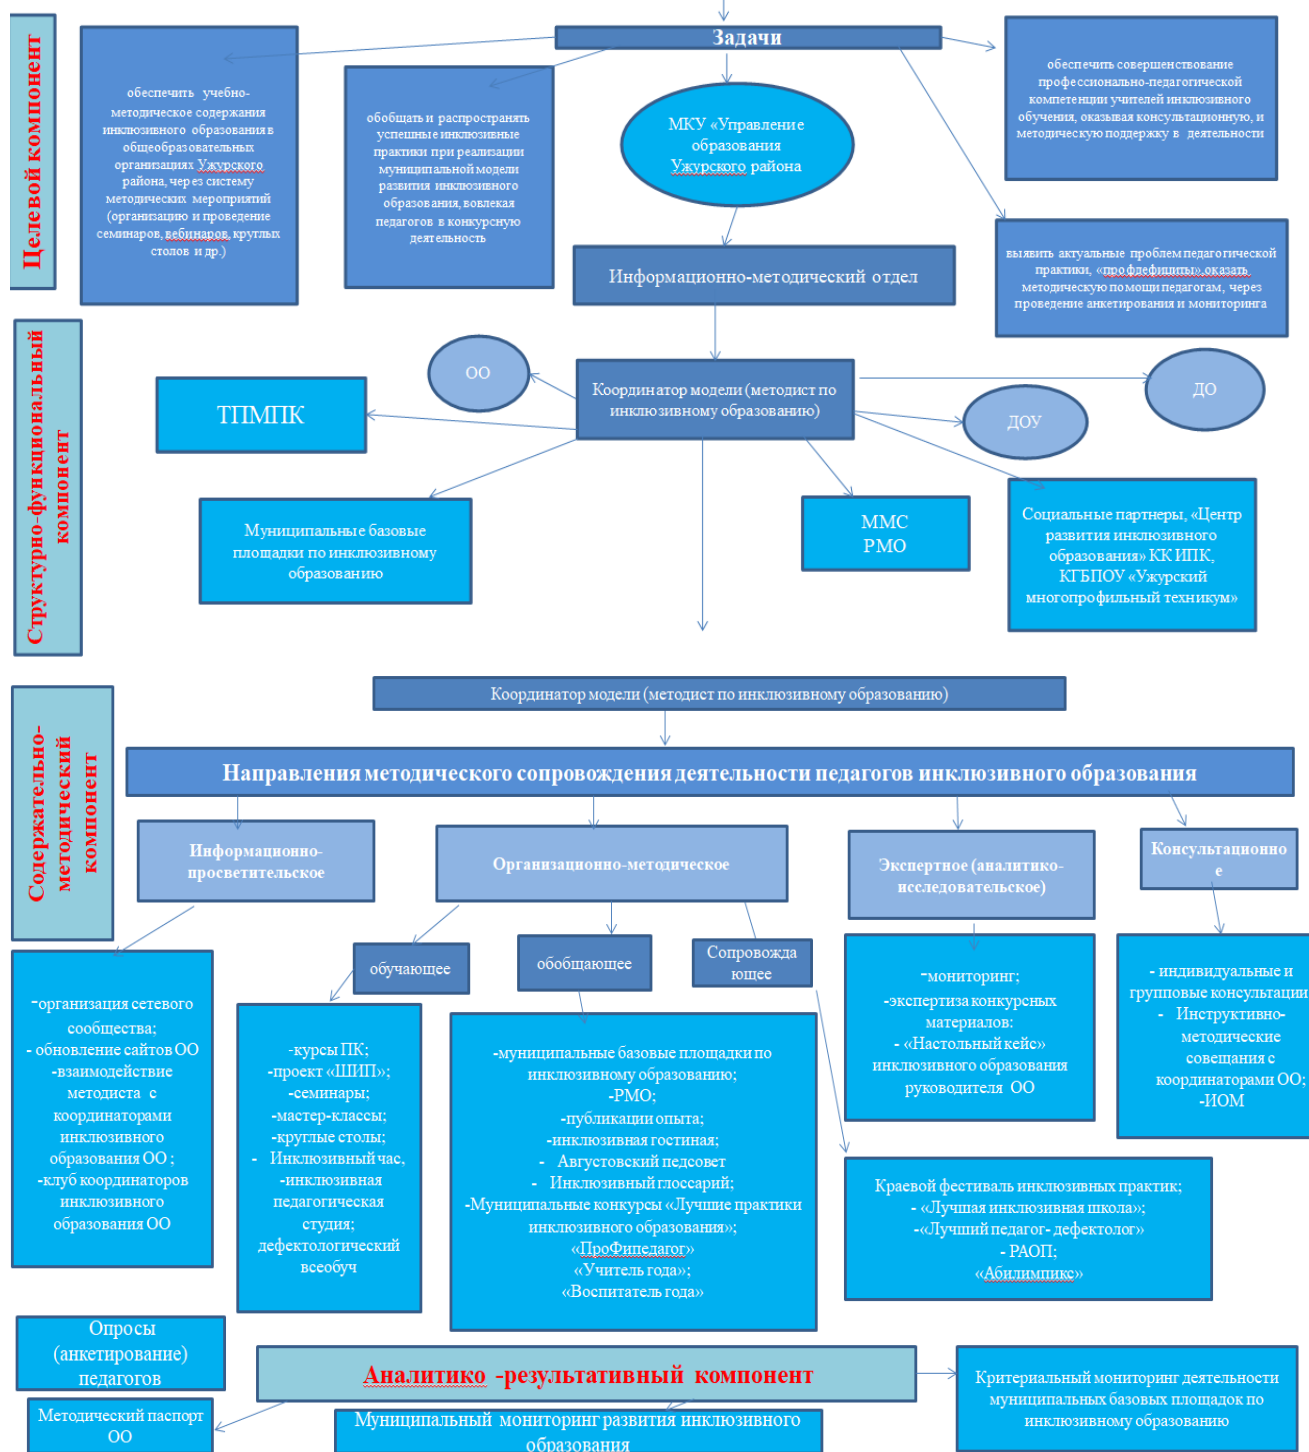 Целевой компонент
Задачи
обеспечить учебно-
методическое содержания
инклюзивного образования в
общеобразовательных
организациях Ужурского
района, через систему
методических мероприятий
(организацию и проведение
семинаров, вебинаров, круглых
столов и др.)
обобщать и распространять
успешные инклюзивные
практики при реализации
муниципальной модели
развития инклюзивного
образования, вовлекая
педагогов в конкурсную
деятельность
МКУ «Управление
образования
Ужурского района
обеспечить совершенствование
профессионально-педагогической
компетенции учителей инклюзивного
обучения, оказывая консультационную, и
методическую поддержку в деятельности
выявить актуальные проблем педагогической
практики, «профдефициты», оказать
методическую помощи педагогам, через
проведение анкетирования и мониторинга
Информационно-методический отдел
Структурно-функциональный
компонент
ОО
ТПМПК
Координатор модели (методист по
инклюзивному образованию)
ДО
ДОУ
Муниципальные базовые
площадки по инклюзивному
образованию
ММС
РМО
Социальные партнеры, «Центр
развития инклюзивного
образования» КК ИПК,
КГБПОУ «Ужурский
многопрофильный техникум»
Содержательно-
методический
компонент
Координатор модели (методист по инклюзивному образованию)
Направления методического сопровождения деятельности педагогов инклюзивного образования
Информационно-
просветительское
Организационно-методическое
Экспертное (аналитико-
исследовательское)
Консультационно
е
обучающее
обобщающее
Сопровожда
ющее
-организация сетевого
сообщества;
- обновление сайтов ОО
-взаимодействие
методиста с
координаторами
инклюзивного
образования ОО ;
-клуб координаторов
инклюзивного
образования ОО
-курсы ПК;
-проект «ШИП»;
-семинары;
-мастер-классы;
-круглые столы;
- Инклюзивный час,
-инклюзивная
педагогическая
студия;
дефектологический
всеобуч
-муниципальные базовые площадки по
инклюзивному образованию;
-РМО;
-публикации опыта;
-инклюзивная гостиная;
- Августовский педсовет
- Инклюзивный глоссарий;
-Муниципальные конкурсы «Лучшие практики
инклюзивного образования»;
«ПроФипедагог»
«Учитель года»;
«Воспитатель года»
-мониторинг;
-экспертиза конкурсных
материалов:
- «Настольный кейс»
инклюзивного образования
руководителя ОО
- индивидуальные и
групповые консультации
- Инструктивно-
методические
совещания с
координаторами ОО;
-ИОМ
Краевой фестиваль инклюзивных практик;
- «Лучшая инклюзивная школа»;
-«Лучший педагог- дефектолог»
- РАОП;
«Абилимпикс»
Опросы
(анкетирование)
педагогов
Аналитико -результативный компонент
Критериальный мониторинг деятельности
муниципальных базовых площадок по
инклюзивному образованию
Методический паспорт
ОО
Муниципальный мониторинг развития инклюзивного
образования